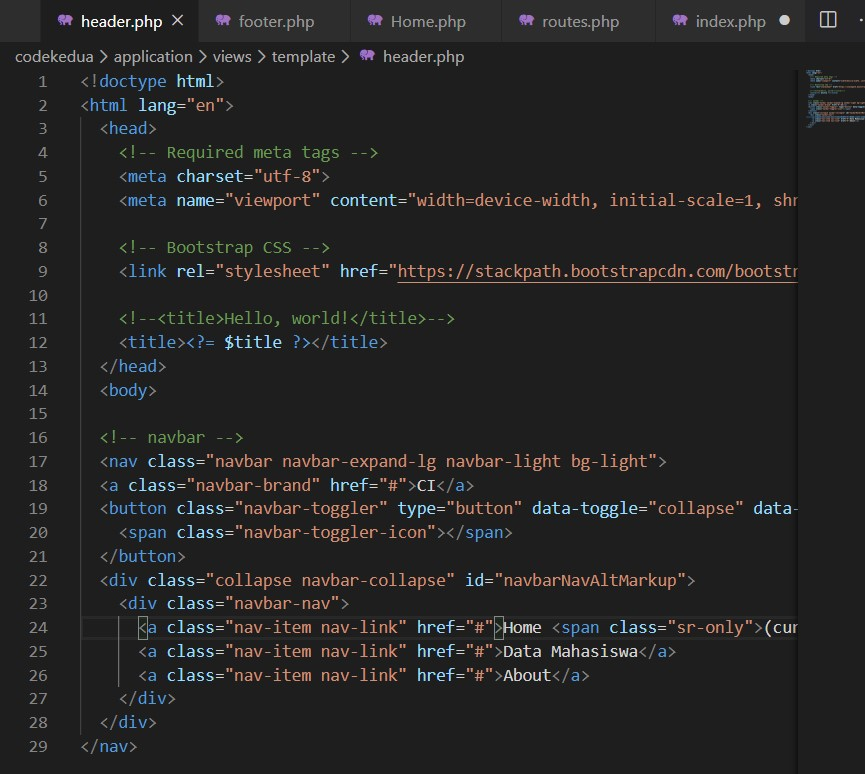 header.php × footer.php Home.php routes.php index.php ●
codekedua > application > views > template > header.php
1 <!doctype html>
2 <html lang="en">
3 <head>
4 <!-- Required meta tags -->
5 <meta charset="utf-8">
6 <meta name="viewport" content="width=device-width, initial-scale=1, shr
7
8 <!-- Bootstrap CSS -->
9 <link rel="stylesheet" href="https://stackpath.bootstrapcdn.com/bootstr
10
11 <!--<title>Hello, world!</title>-->
12 <title><?= $title ?></title>
13 </head>
14 <body>
15
16 <!-- navbar -->
17 <nav class="navbar navbar-expand-lg navbar-light bg-light">
18 <a class="navbar-brand" href="#">CI</a>
19 <button class="navbar-toggler" type="button" data-toggle="collapse" data-
20 <span class="navbar-toggler-icon"></span>
21 </button>
22 <div class="collapse navbar-collapse" id="navbarNavAltMarkup">
23 <div class="navbar-nav">
24 <a class="nav-item nav-link" href="#">Home <span class="sr-only">(cur
25 <a class="nav-item nav-link" href="#">Data Mahasiswa</a>
26 <a class="nav-item nav-link" href="#">About</a>
27 </div>
28 </div>
29 </nav>